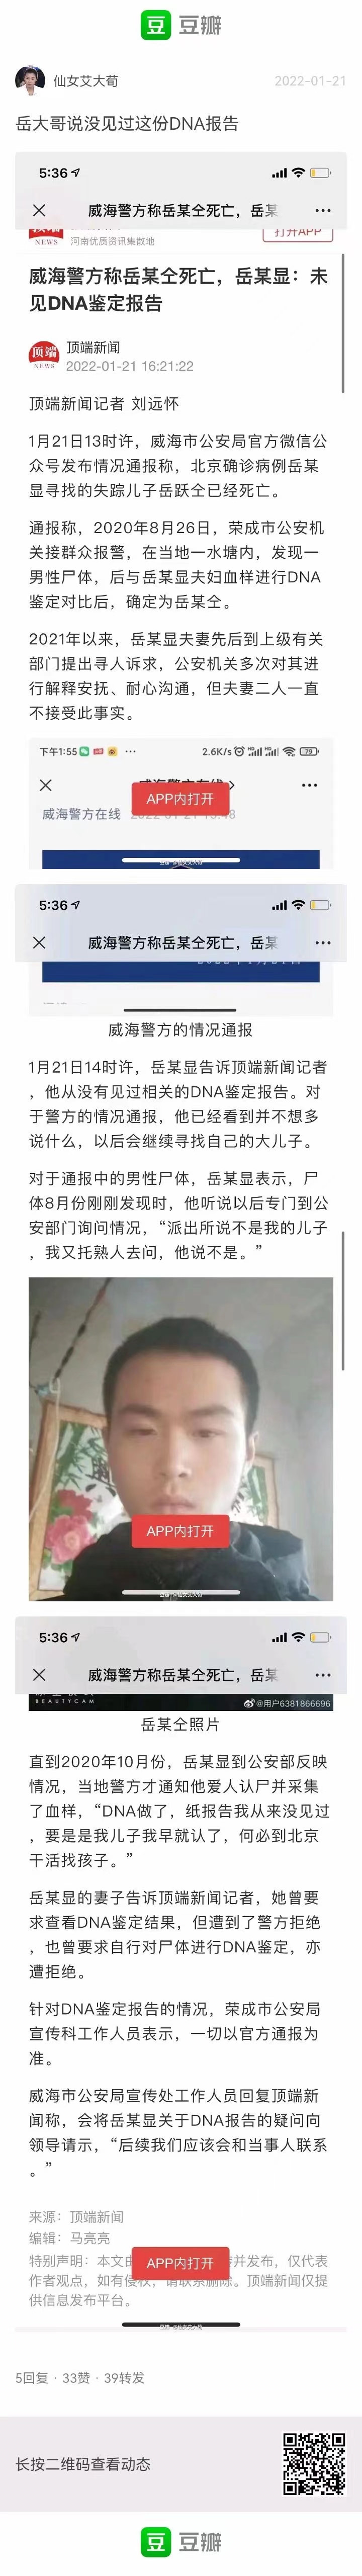 豆 豆瓣
仙女艾大荀
2022-01-21
岳大哥说没见过这份DNA报告
5:36
威海警方称岳某仝死亡，岳某
顶端
NEWS
河南优质资讯集散地
打开APP
威海警方称岳某仝死亡，岳某显：未
见DNA鉴定报告
顶端
NEWS
顶端新闻
2022-01-21 16:21:22
顶端新闻记者 刘远怀
1月21日13时许，威海市公安局官方微信公
众号发布情况通报称，北京确诊病例岳某
显寻找的失踪儿子岳跃仝已经死亡。
通报称，2020年8月26日，荣成市公安机
关接群众报警，在当地一水塘内，发现一
男性尸体，后与岳某显夫妇血样进行DNA
鉴定对比后，确定为岳某仝。
2021年以来，岳某显夫妻先后到上级有关
部门提出寻人诉求，公安机关多次对其进
行解释安抚、耐心沟通，但夫妻二人一直
不接受此事实。
下午1:55
2.6K/s
79
APP内打开
威海警方在线
5:36
威海警方称岳某仝死亡，岳某
威海警方的情况通报
1月21日14时许，岳某显告诉顶端新闻记者
，他从没有见过相关的DNA鉴定报告。对
于警方的情况通报，他已经看到并不想多
说什么，以后会继续寻找自己的大儿子。
对于通报中的男性尸体，岳某显表示，尸
体8月份刚刚发现时，他听说以后专门到公
安部门询问情况，“派出所说不是我的儿子
，我又托熟人去问，他说不是。”
APP内打开
5:36
威海警方称岳某仝死亡，岳某
BEAUTYCAM
@用户6381866696
岳某仝照片
直到2020年10月份，岳某显到公安部反映
情况，当地警方才通知他爱人认尸并采集
了血样，“DNA做了，纸报告我从来没见过
，要是是我儿子我早就认了，何必到北京
干活找孩子。”
岳某显的妻子告诉顶端新闻记者，她曾要
求查看DNA鉴定结果，但遭到了警方拒绝
，也曾要求自行对尸体进行DNA鉴定，亦
遭拒绝。
针对DNA鉴定报告的情况，荣成市公安局
宣传科工作人员表示，一切以官方通报为
准。
威海市公安局宣传处工作人员回复顶端新
闻称，会将岳某显关于DNA报告的疑问向
领导请示，“后续我们应该会和当事人联系
。”
来源：顶端新闻
编辑：马亮亮
特别声明：本文由 APP内打开 并发布，仅代表
作者观点，如有侵权，请联系删除。顶端新闻仅提
供信息发布平台。
5回复 · 33赞 · 39转发
长按二维码查看动态
豆 豆瓣